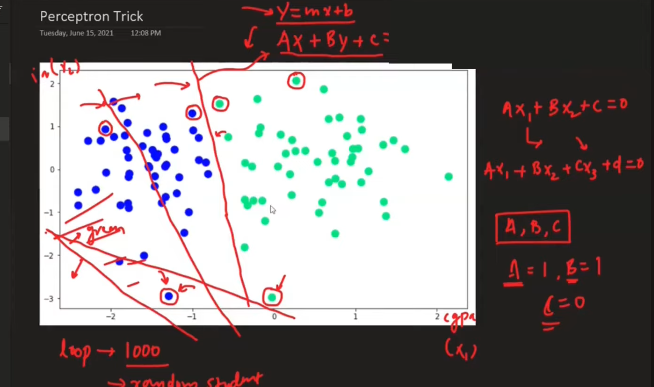 Perceptron Trick
Tuesday, June 15, 2021 12:08 PM
Y=mx+b
AX+BY+C=
(x₂)
2
1
0
−1
−2
−3
−2
−1
0
1
2
green
cgpa
(x₁)
Ax₁+Bx₂+C=0
Ax₁+Bx₂+Cx₃+d=0
A, B, C
A=1, B=1
C=0
loop → 1000
→ random student